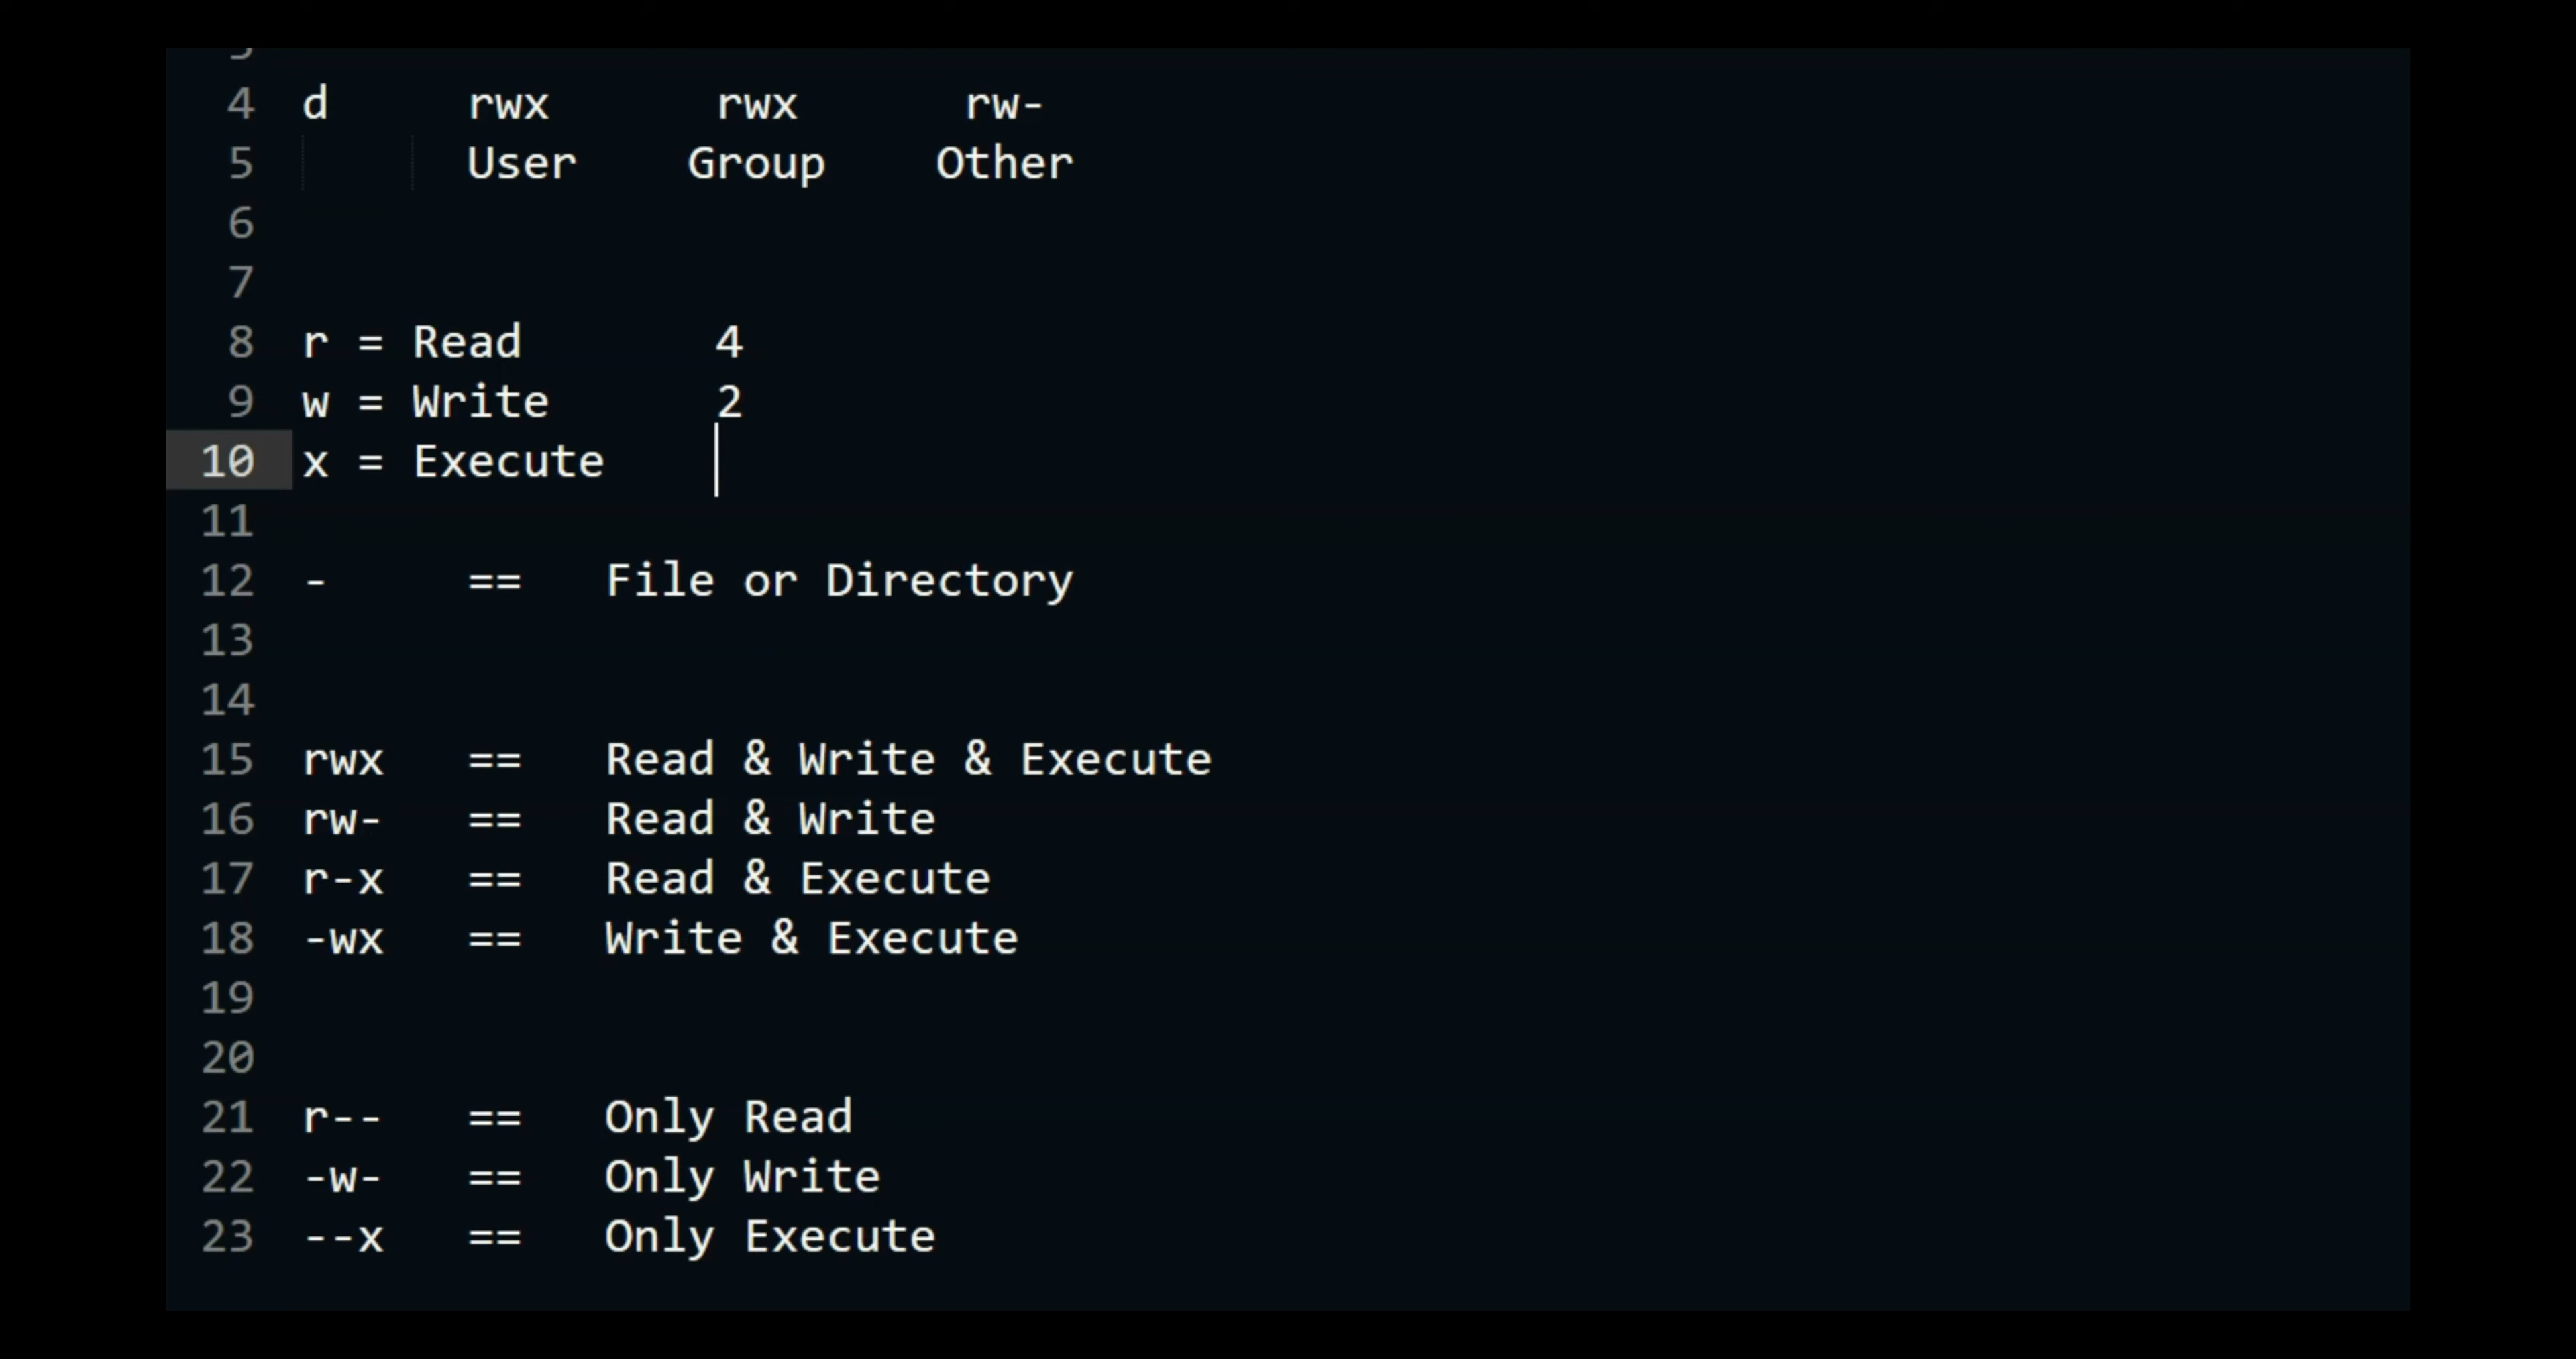 4 d rwx rwx rw-
5 User Group Other
6
7
8 r = Read 4
9 w = Write 2
10 x = Execute
11
12 - == File or Directory
13
14
15 rwx == Read & Write & Execute
16 rw- == Read & Write
17 r-x == Read & Execute
18 -wx == Write & Execute
19
20
21 r-- == Only Read
22 -w- == Only Write
23 --x == Only Execute